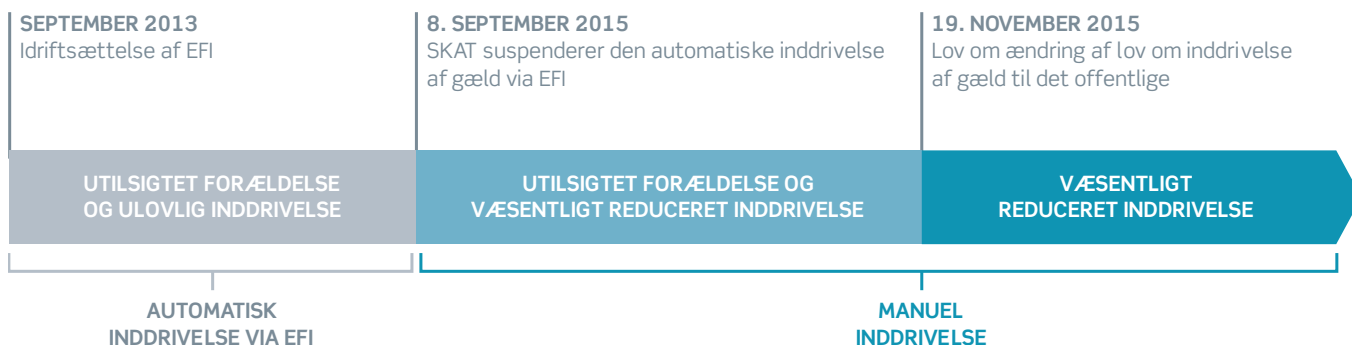 SEPTEMBER 2013
Idriftsættelse af EFI
8. SEPTEMBER 2015
SKAT suspenderer den automatiske inddrivelse
af gæld via EFI
19. NOVEMBER 2015
Lov om ændring af lov om inddrivelse
af gæld til det offentlige
UTILSIGTET FORÆLDELSE
OG ULOVLIG INDDRIVELSE
UTILSIGTET FORÆLDELSE OG
VÆSENTLIGT REDUCERET INDDRIVELSE
VÆSENTLIGT
REDUCERET INDDRIVELSE
AUTOMATISK
INDDRIVELSE VIA EFI
MANUEL
INDDRIVELSE